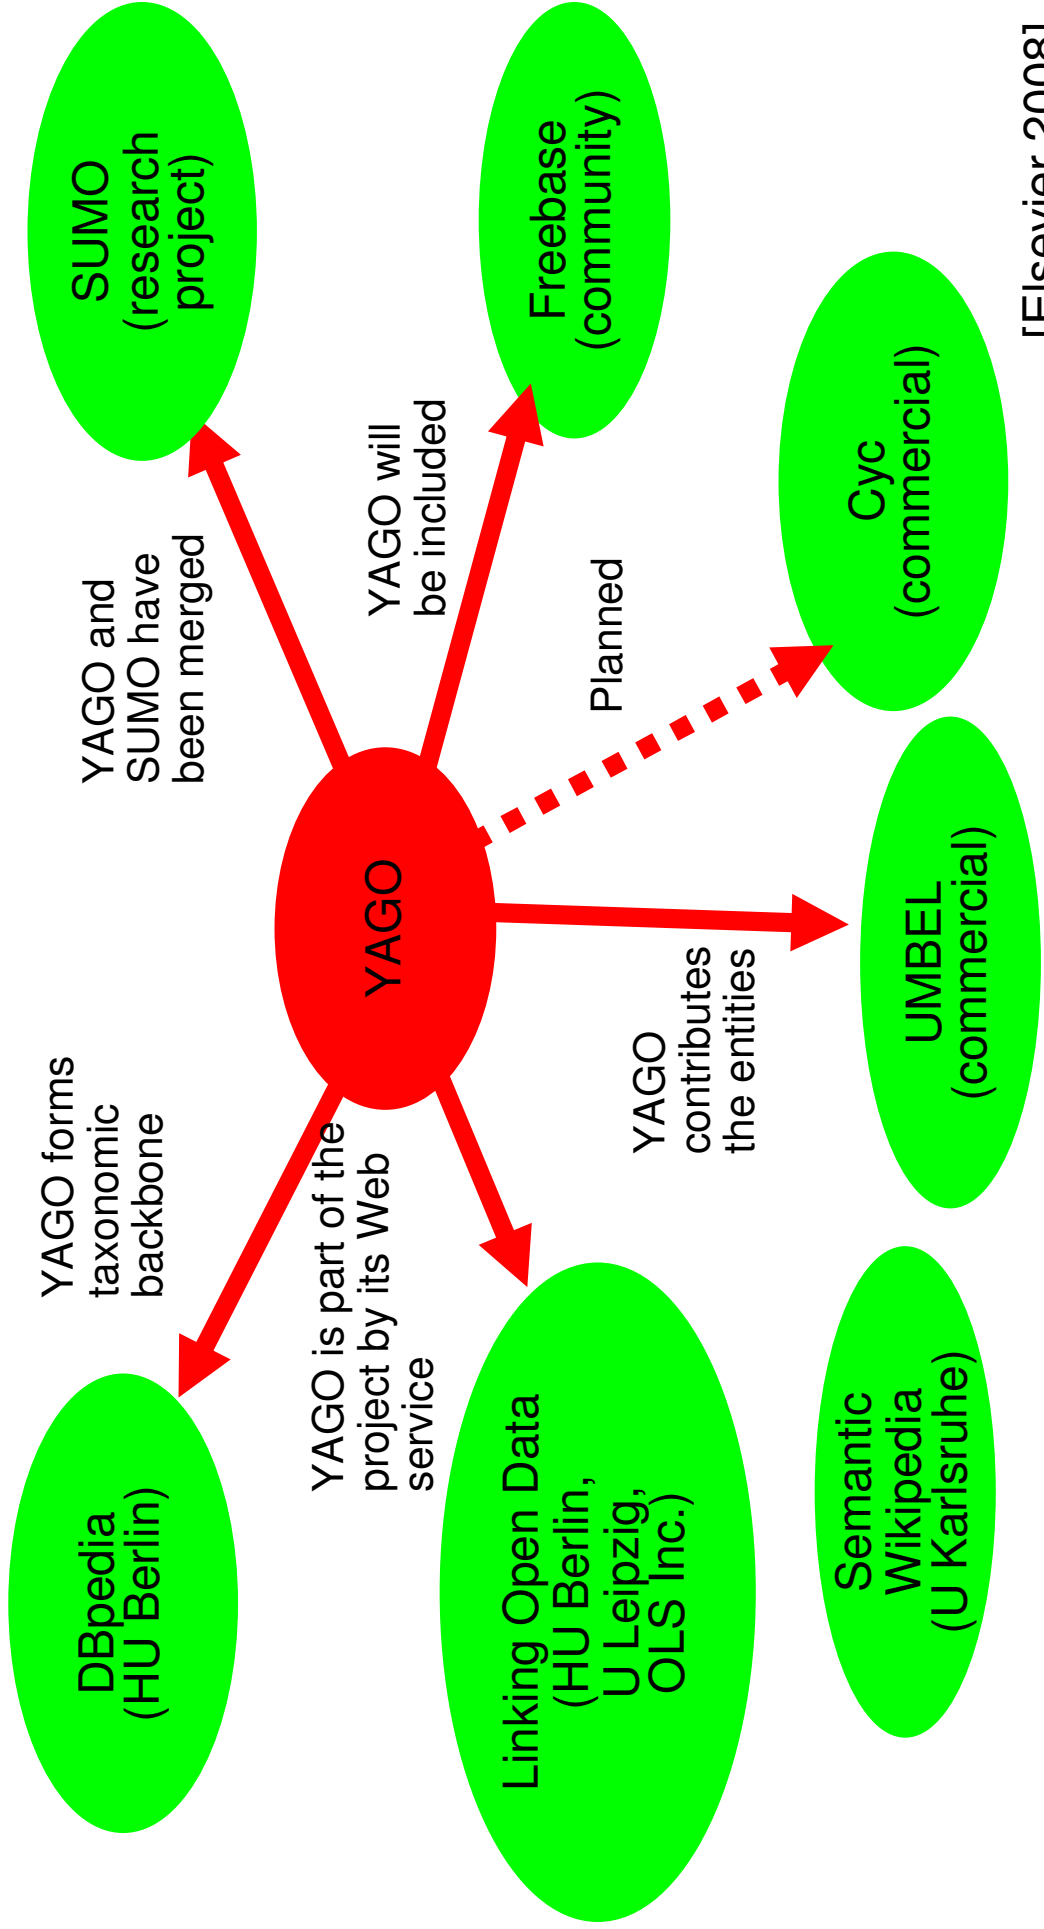 YAGO forms
taxonomic
backbone
YAGO and
SUMO have
been merged
DBpedia
(HU Berlin)
SUMO
(research
project)
YAGO is part of the
project by its Web
service
YAGO
YAGO will
be included
Linking Open Data
(HU Berlin,
U Leipzig,
OLS Inc.)
Freebase
(community)
YAGO
contributes
the entities
Planned
Semantic
Wikipedia
(U Karlsruhe)
UMBEL
(commercial)
Cyc
(commercial)
[Elsevier 2008]